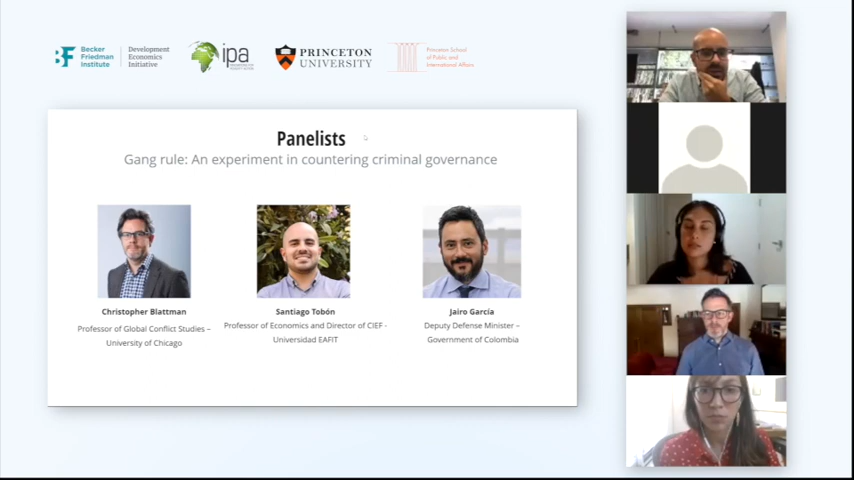 Becker
Friedman
Institute
Development
Economics
Initiative
ipa
PRINCETON
UNIVERSITY
Princeton School
of Public and
International Affairs
Panelists
Gang rule: An experiment in countering criminal governance
Christopher Blattman
Professor of Global Conflict Studies –
University of Chicago
Santiago Tobón
Professor of Economics and Director of CIEF -
Universidad EAFIT
Jairo García
Deputy Defense Minister –
Government of Colombia